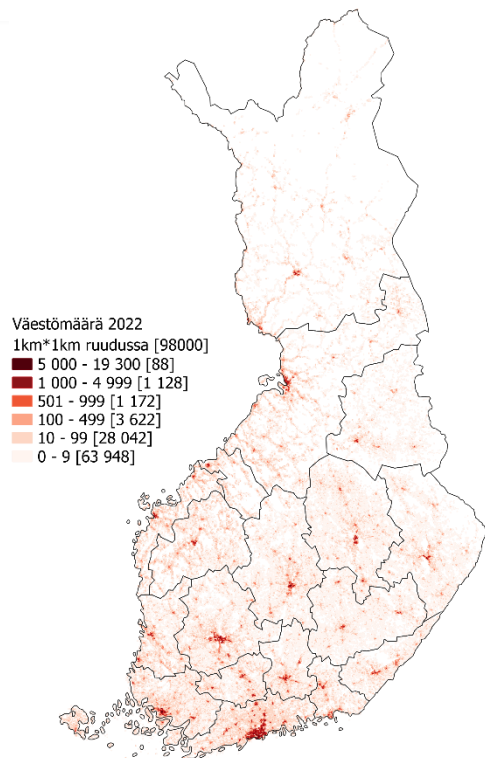 Väestömäärä 2022
1km*1km ruudussa [98000]
5 000 - 19 300 [88]
1 000 - 4 999 [1 128]
501 - 999 [1 172]
100 - 499 [3 622]
10 - 99 [28 042]
0 - 9 [63 948]